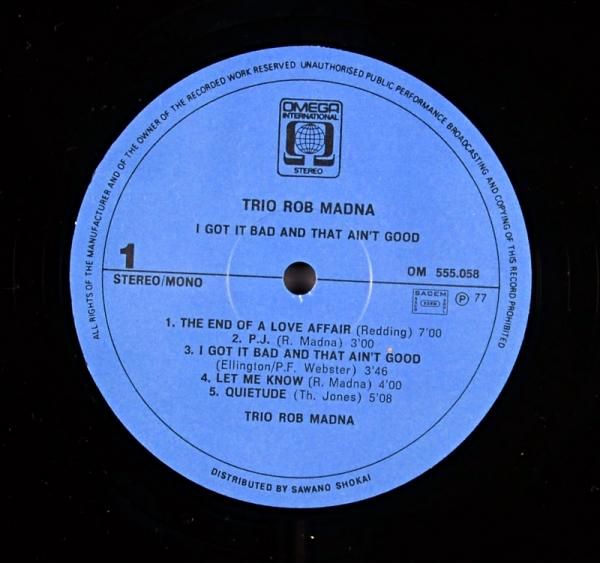 ALL RIGHTS OF THE MANUFACTURER AND OF THE OWNER OF THE RECORDED WORK RESERVED UNAUTHORISED PUBLIC PERFORMANCE BROADCASTING AND COPYING OF THIS RECORD PROHIBITED
OMEGA
INTERNATIONAL
STEREO
TRIO ROB MADNA
I GOT IT BAD AND THAT AIN'T GOOD
1
OM 555.058
STEREO/MONO
SACEM
P 77
1. THE END OF A LOVE AFFAIR (Redding) 7'00
2. P.J. (R. Madna) 3'00
3. I GOT IT BAD AND THAT AIN'T GOOD
(Ellington/P.F. Webster) 3'46
4. LET ME KNOW (R. Madna) 4'00
5. QUIETUDE (Th. Jones) 5'08
TRIO ROB MADNA
DISTRIBUTED BY SAWANO SHOKAI